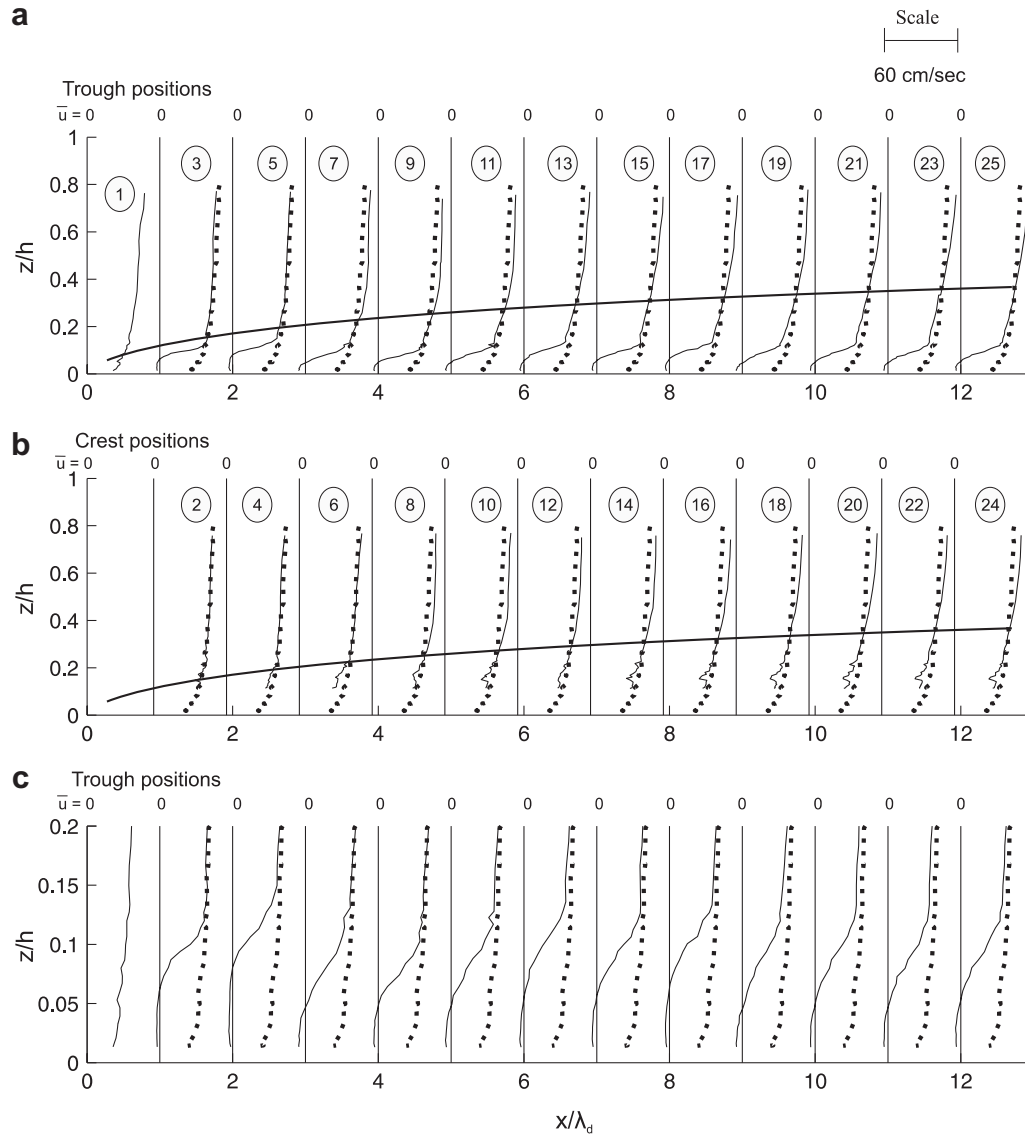 a
Scale
60 cm/sec
Trough positions
u̅ = 0 0 0 0 0 0 0 0 0 0 0 0 0
1
0.8
0.6
0.4
0.2
0
z/h
1 3 5 7 9 11 13 15 17 19 21 23 25
0 2 4 6 8 10 12
b
Crest positions
u̅ = 0 0 0 0 0 0 0 0 0 0 0 0 0
1
0.8
0.6
0.4
0.2
0
z/h
2 4 6 8 10 12 14 16 18 20 22 24
0 2 4 6 8 10 12
c
Trough positions
u̅ = 0 0 0 0 0 0 0 0 0 0 0 0 0
0.2
0.15
0.1
0.05
0
z/h
0 2 4 6 8 10 12
x/λd